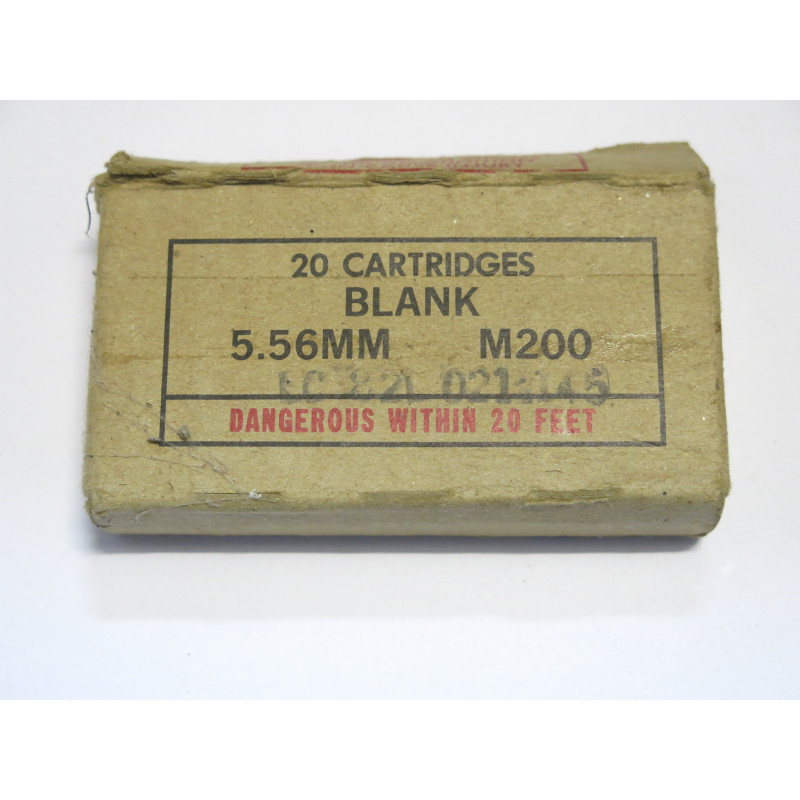 20 CARTRIDGES
BLANK
5.56MM M200
DANGEROUS WITHIN 20 FEET